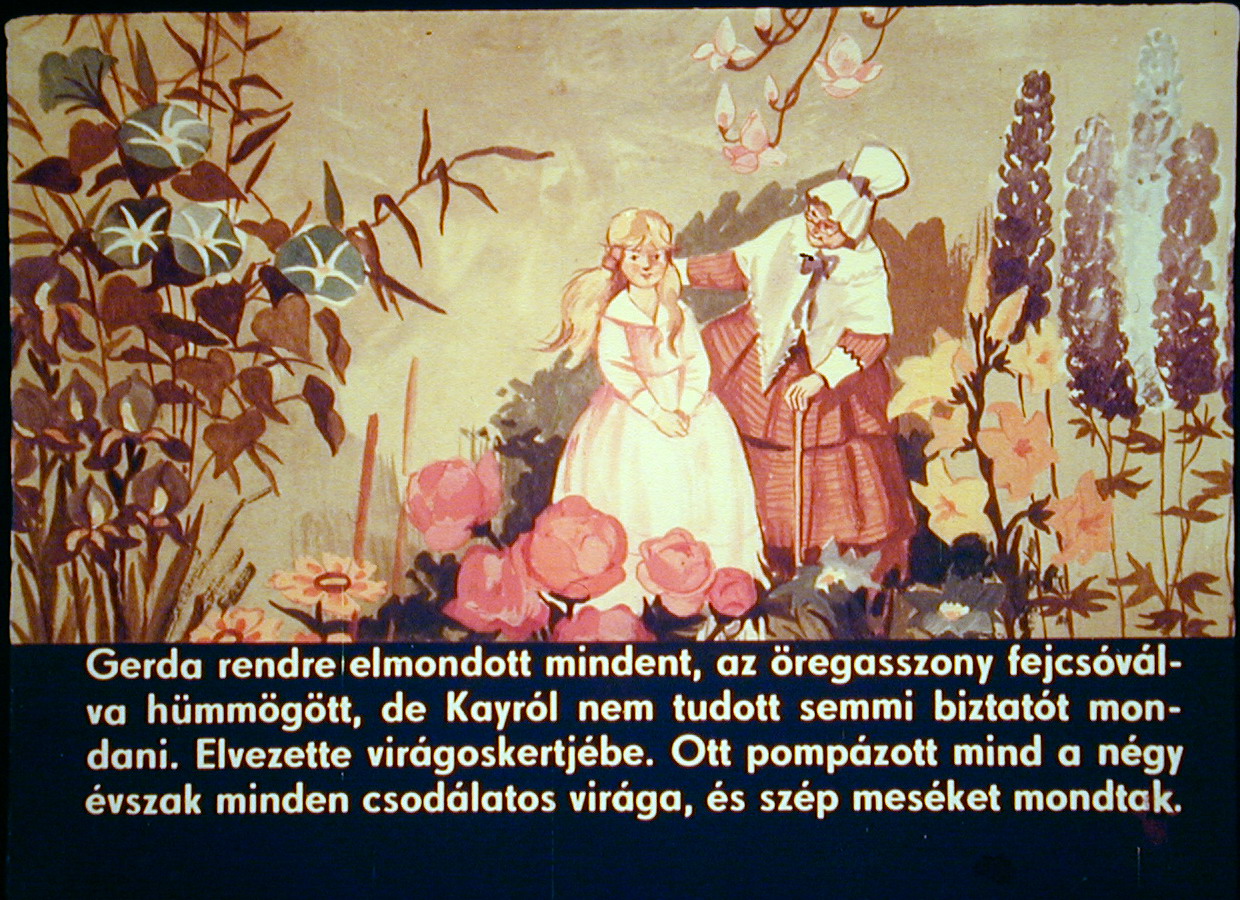 Gerda rendre elmondott mindent, az öregasszony fejcsóvál-
va hümmögött, de Kayról nem tudott semmi biztatót mon-
dani. Elvezette virágoskertjébe. Ott pompázott mind a négy
évszak minden csodálatos virága, és szép meséket mondtak.